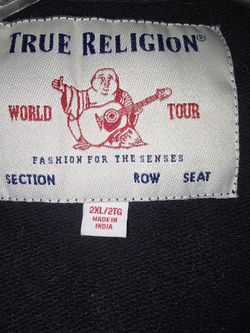 TRUE RELIGION®
WORLD TOUR
FASHION FOR THE SENSES
SECTION ROW SEAT
2XL/2TG
MADE IN
INDIA